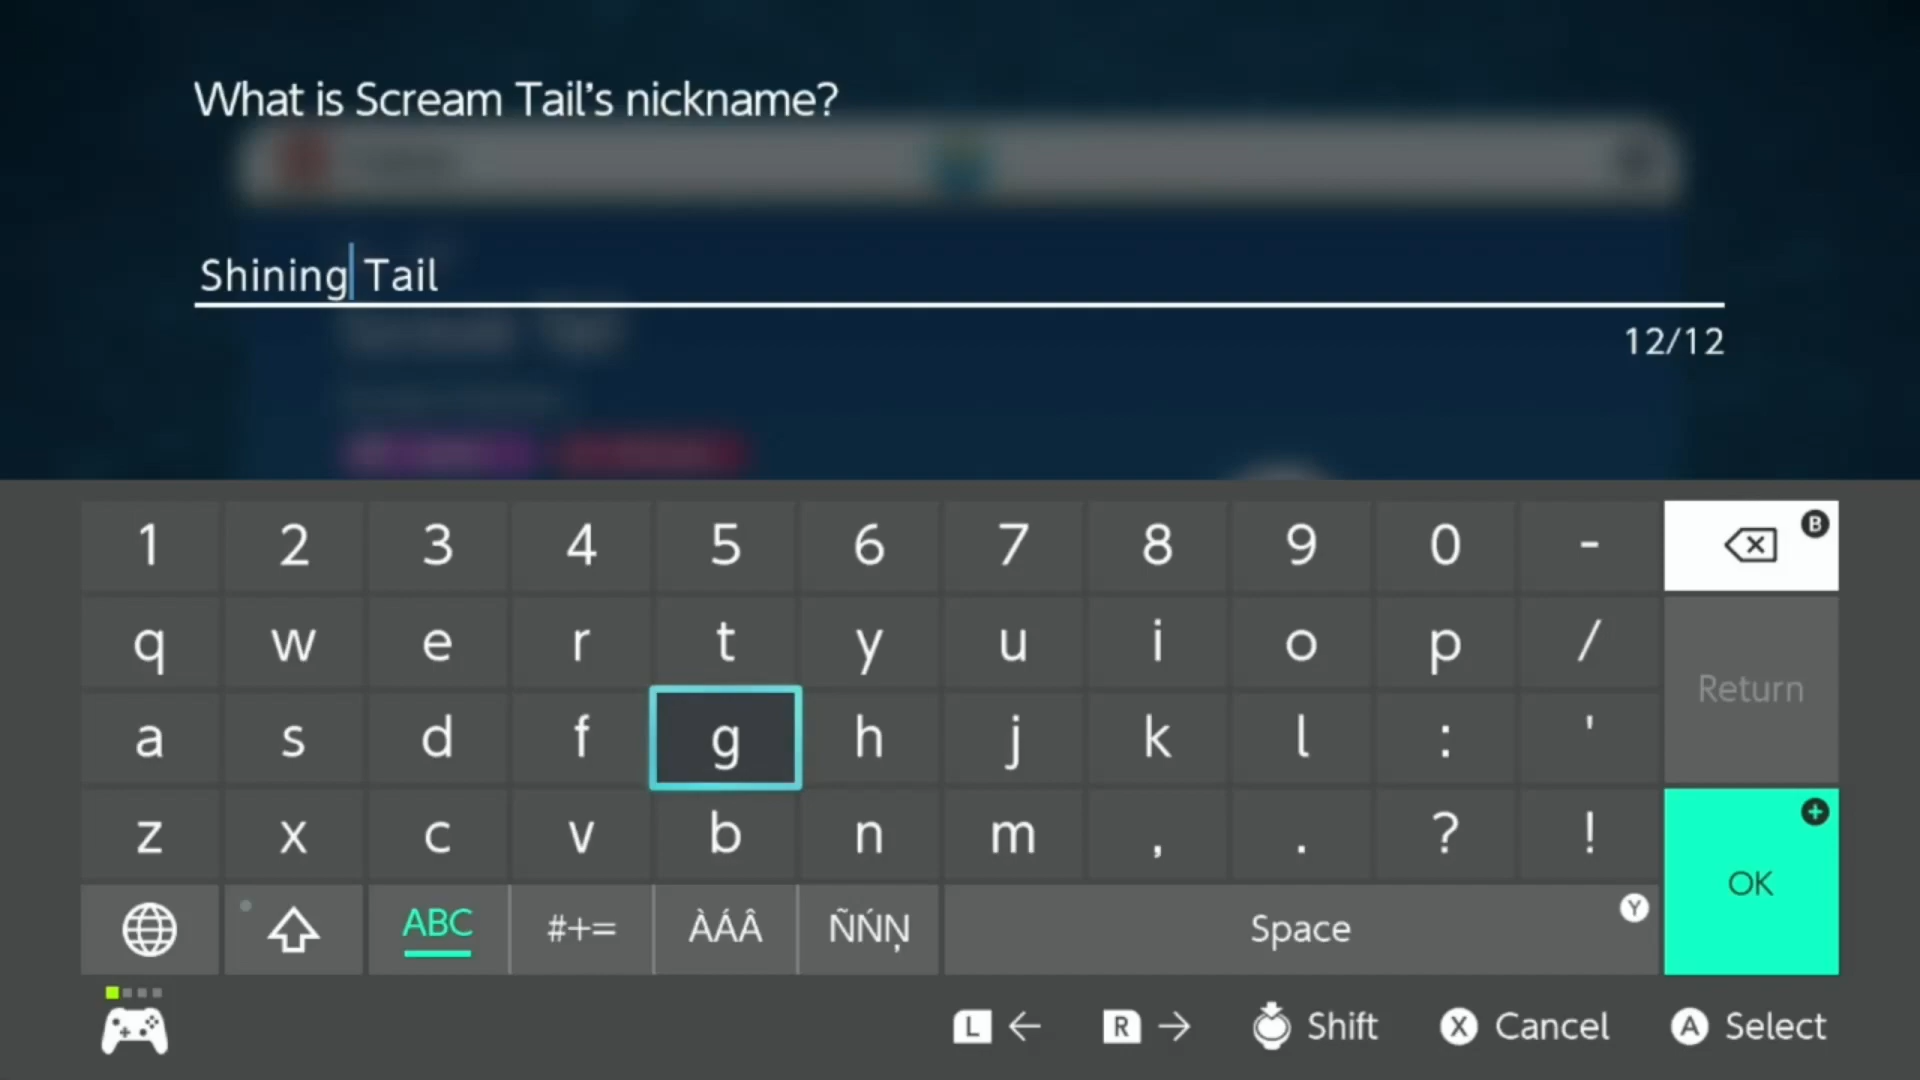 What is Scream Tail's nickname?
Shining Tail
12/12
1 2 3 4 5 6 7 8 9 0 - B
q w e r t y u i o p / Return
a s d f g h j k l : '
z x c v b n m , . ? ! + OK
ABC #+= ÀÁÂ ÑŃŅ Space Y
L ← R → Shift X Cancel A Select